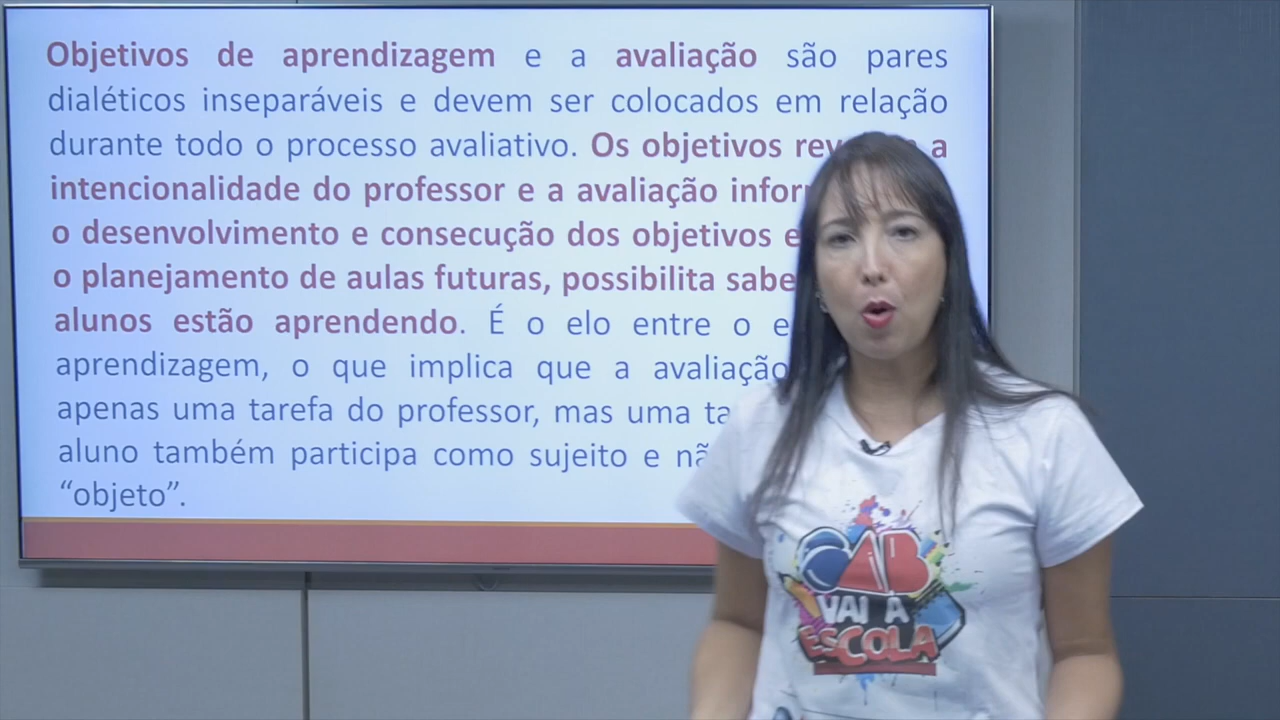 Objetivos de aprendizagem e a avaliação são pares
dialéticos inseparáveis e devem ser colocados em relação
durante todo o processo avaliativo. Os objetivos a
intencionalidade do professor e a avaliação
o desenvolvimento e consecução dos objetivos
o planejamento de aulas futuras, possibilita
alunos estão aprendendo. É o elo entre o
aprendizagem, o que implica que a avaliação
apenas uma tarefa do professor, mas uma
aluno também participa como sujeito e
“objeto”.
OAB
VAI À
ESCOLA